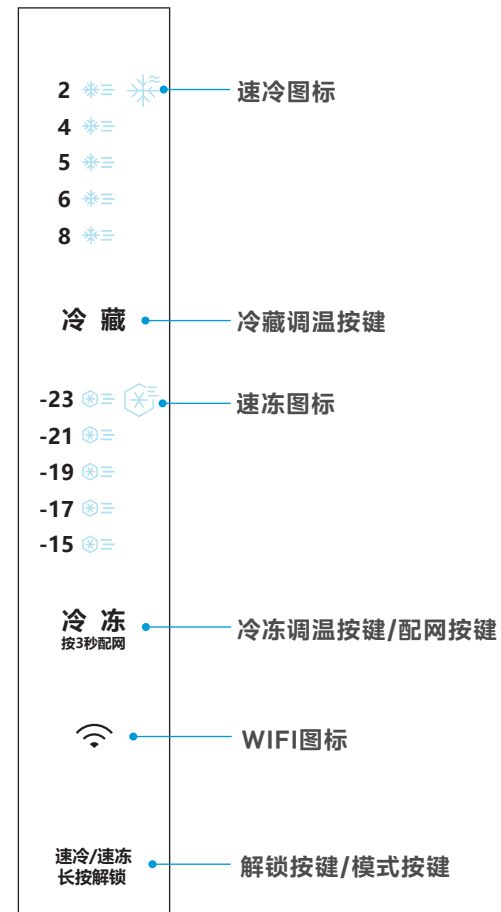 2
速冷图标
4
5
6
8
冷 藏
冷藏调温按键
-23
速冻图标
-21
-19
-17
-15
冷 冻
按3秒配网
冷冻调温按键/配网按键
WIFI图标
速冷/速冻
长按解锁
解锁按键/模式按键